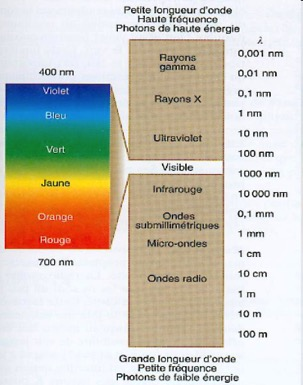 Petite longueur d'onde
Haute fréquence
Photons de haute énergie
λ
400 nm
Violet
Bleu
Vert
Jaune
Orange
Rouge
700 nm
Rayons
gamma
Rayons X
Ultraviolet
Visible
Infrarouge
Ondes
submillimétriques
Micro-ondes
Ondes radio
0,001 nm
0,01 nm
0,1 nm
1 nm
10 nm
100 nm
1000 nm
10 000 nm
0,1 mm
1 mm
1 cm
10 cm
1 m
10 m
100 m
Grande longueur d'onde
Petite fréquence
Photons de faible énergie